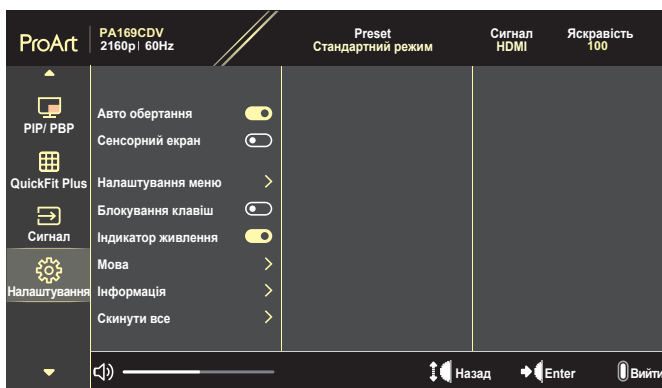 ProArt
PA169CDV
2160p| 60Hz
Preset
Стандартний режим
Сигнал
HDMI
Яскравість
100
PIP/ PBP
QuickFit Plus
Сигнал
Налаштування
Авто обертання
Сенсорний екран
Налаштування меню
Блокування клавіш
Індикатор живлення
Мова
Інформація
Скинути все
Назад
Enter
Вийти